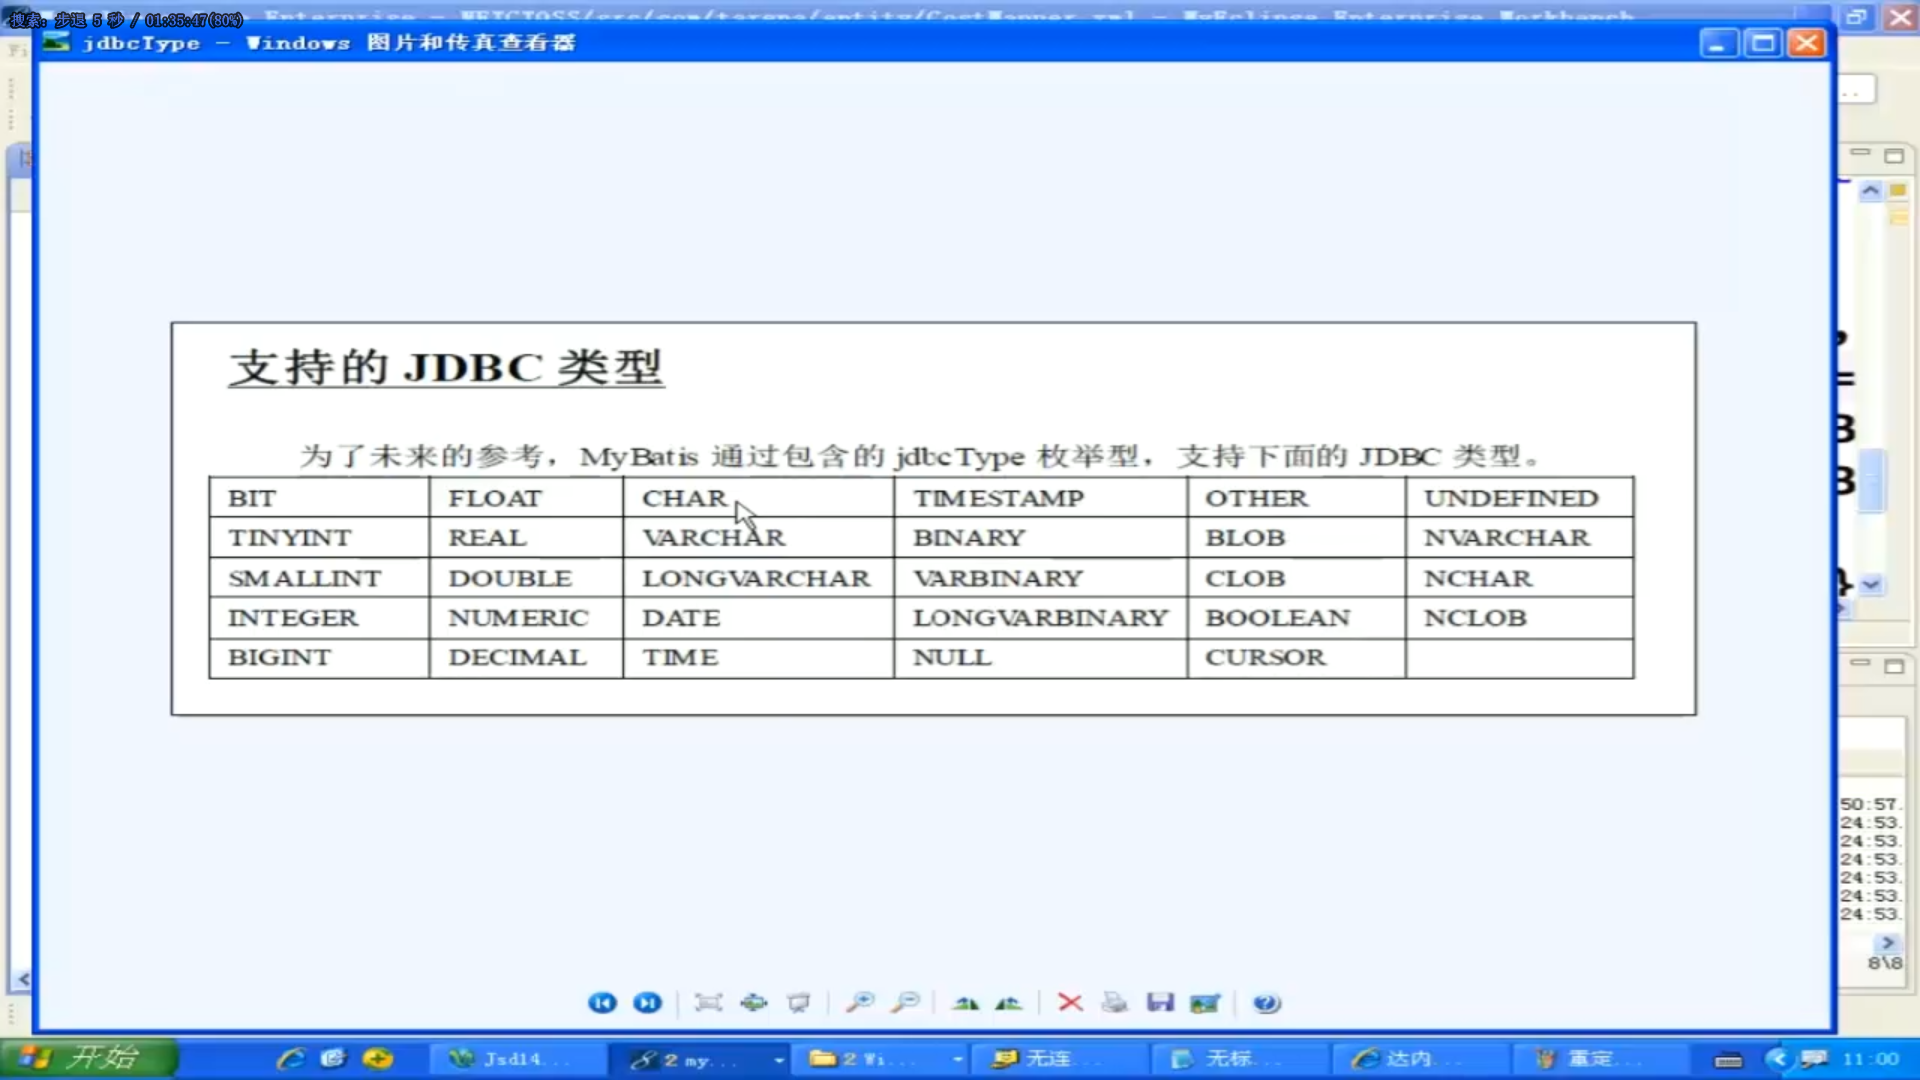 搜索: 步退 5 秒 / 01:35:47(80%)
jdbcType - Windows 图片和传真查看器
支持的 JDBC 类型
为了未来的参考，MyBatis 通过包含的 jdbcType 枚举型，支持下面的 JDBC 类型。
BIT FLOAT CHAR TIMESTAMP OTHER UNDEFINED
TINYINT REAL VARCHAR BINARY BLOB NVARCHAR
SMALLINT DOUBLE LONGVARCHAR VARBINARY CLOB NCHAR
INTEGER NUMERIC DATE LONGVARBINARY BOOLEAN NCLOB
BIGINT DECIMAL TIME NULL CURSOR
50:57.
24:53.
24:53.
24:53.
24:53.
24:53.
24:53.
8\8
开始 Jsd14... 2 my... 2 Wi... 无连... 无标... 达内... 重定... 11:00